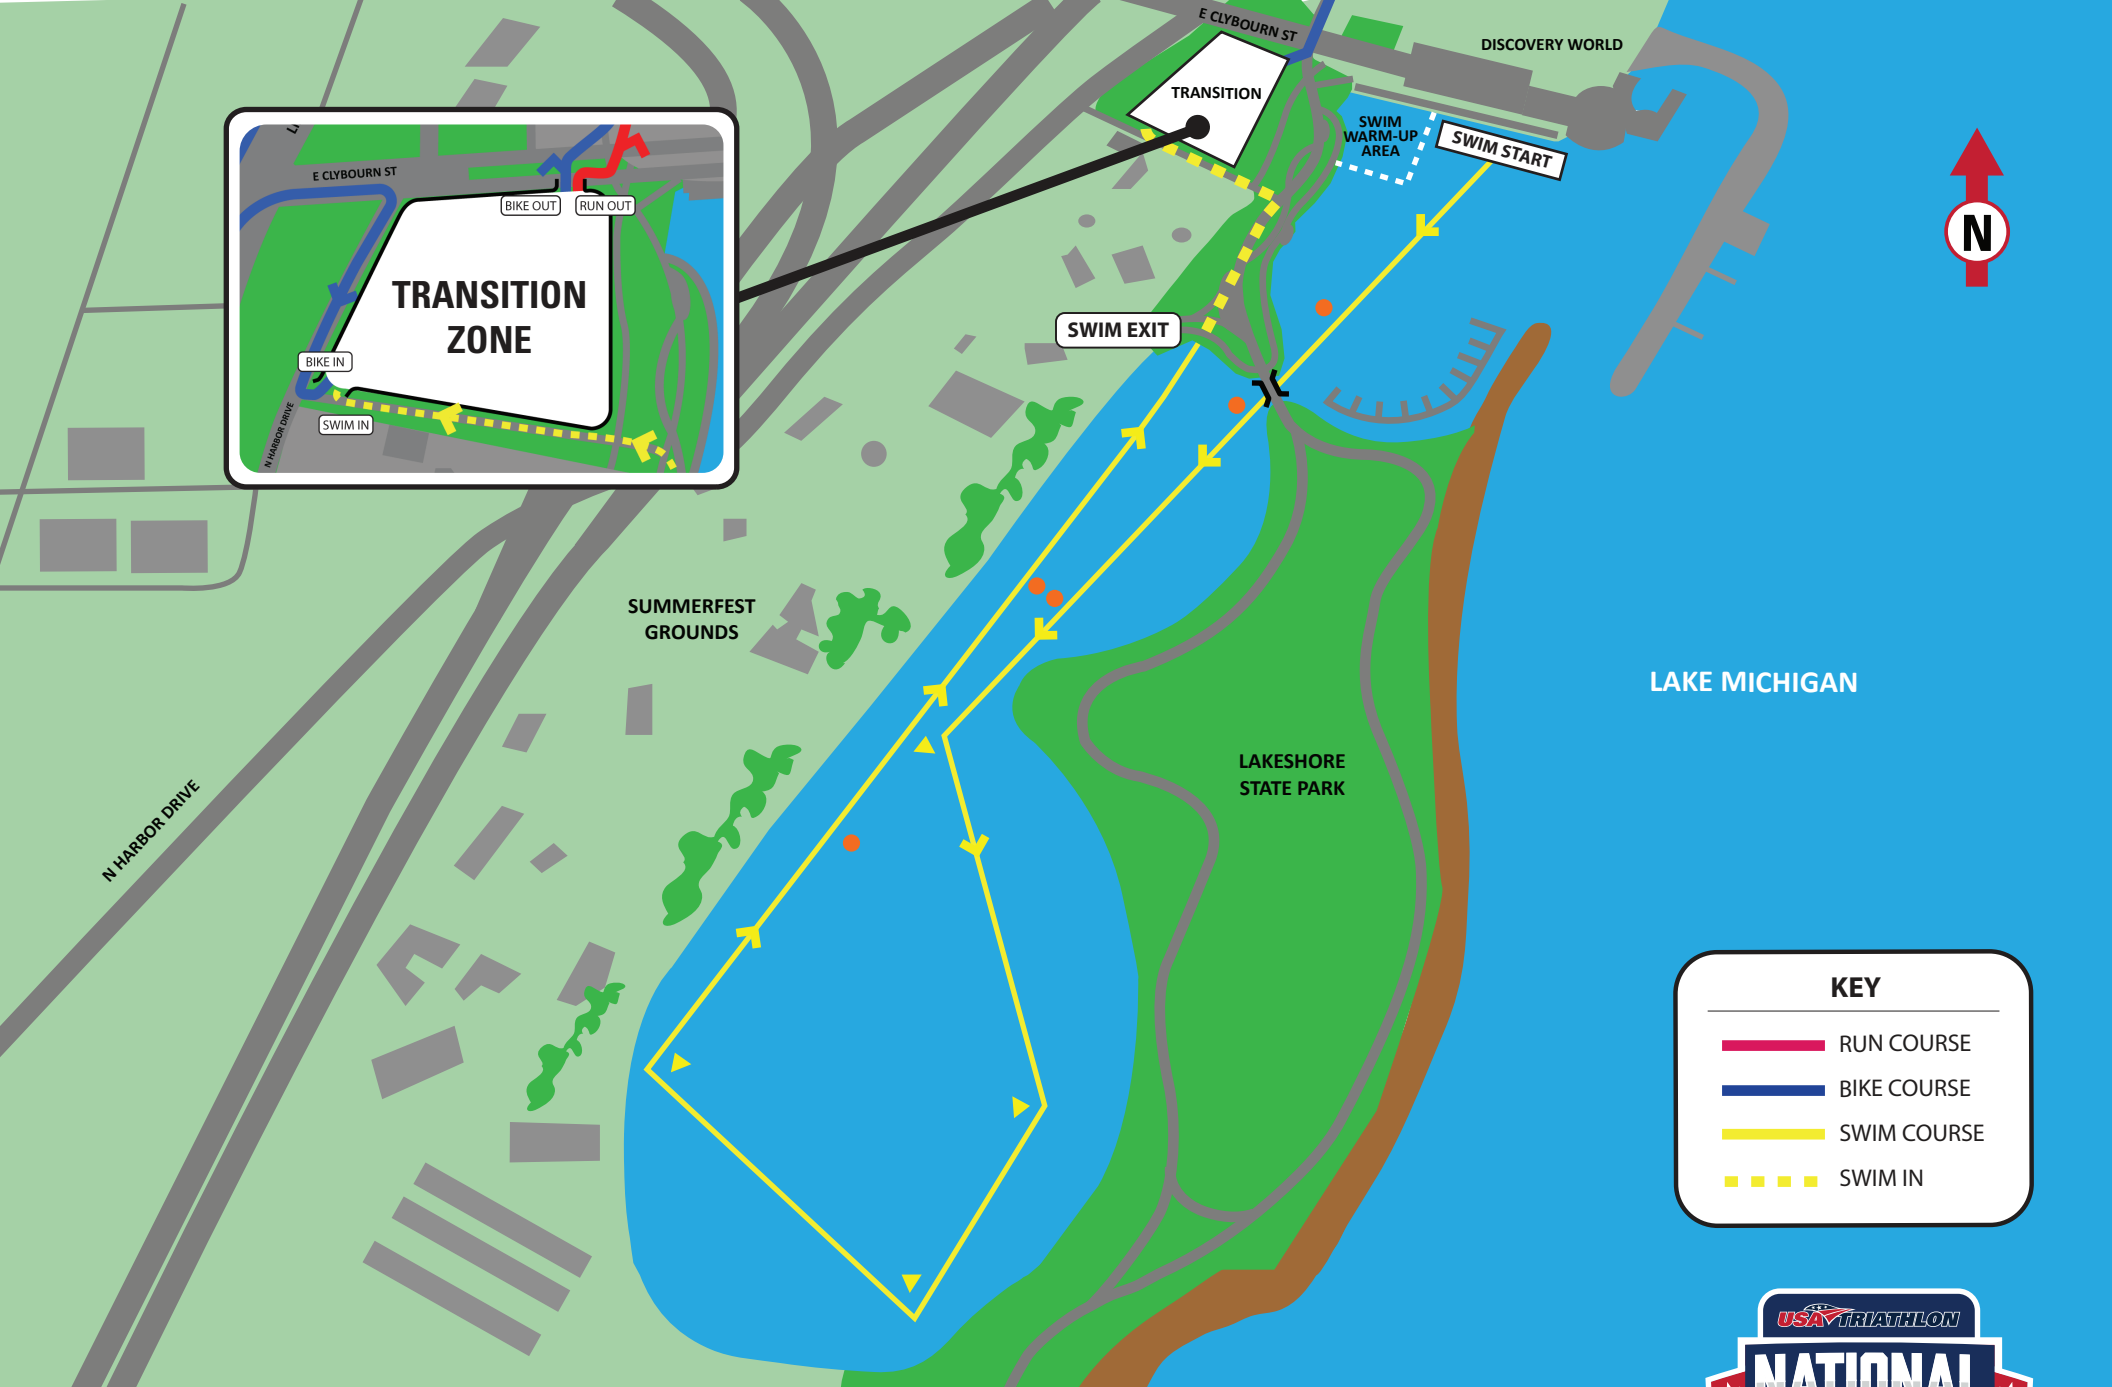 E CLYBOURN ST
DISCOVERY WORLD
TRANSITION
SWIM
WARM-UP
AREA
SWIM START
E CLYBOURN ST
BIKE OUT
RUN OUT
TRANSITION
ZONE
BIKE IN
SWIM IN
N HARBOR DRIVE
SWIM EXIT
N
SUMMERFEST
GROUNDS
LAKE MICHIGAN
LAKESHORE
STATE PARK
N HARBOR DRIVE
KEY
RUN COURSE
BIKE COURSE
SWIM COURSE
SWIM IN
USA TRIATHLON
NATIONAL